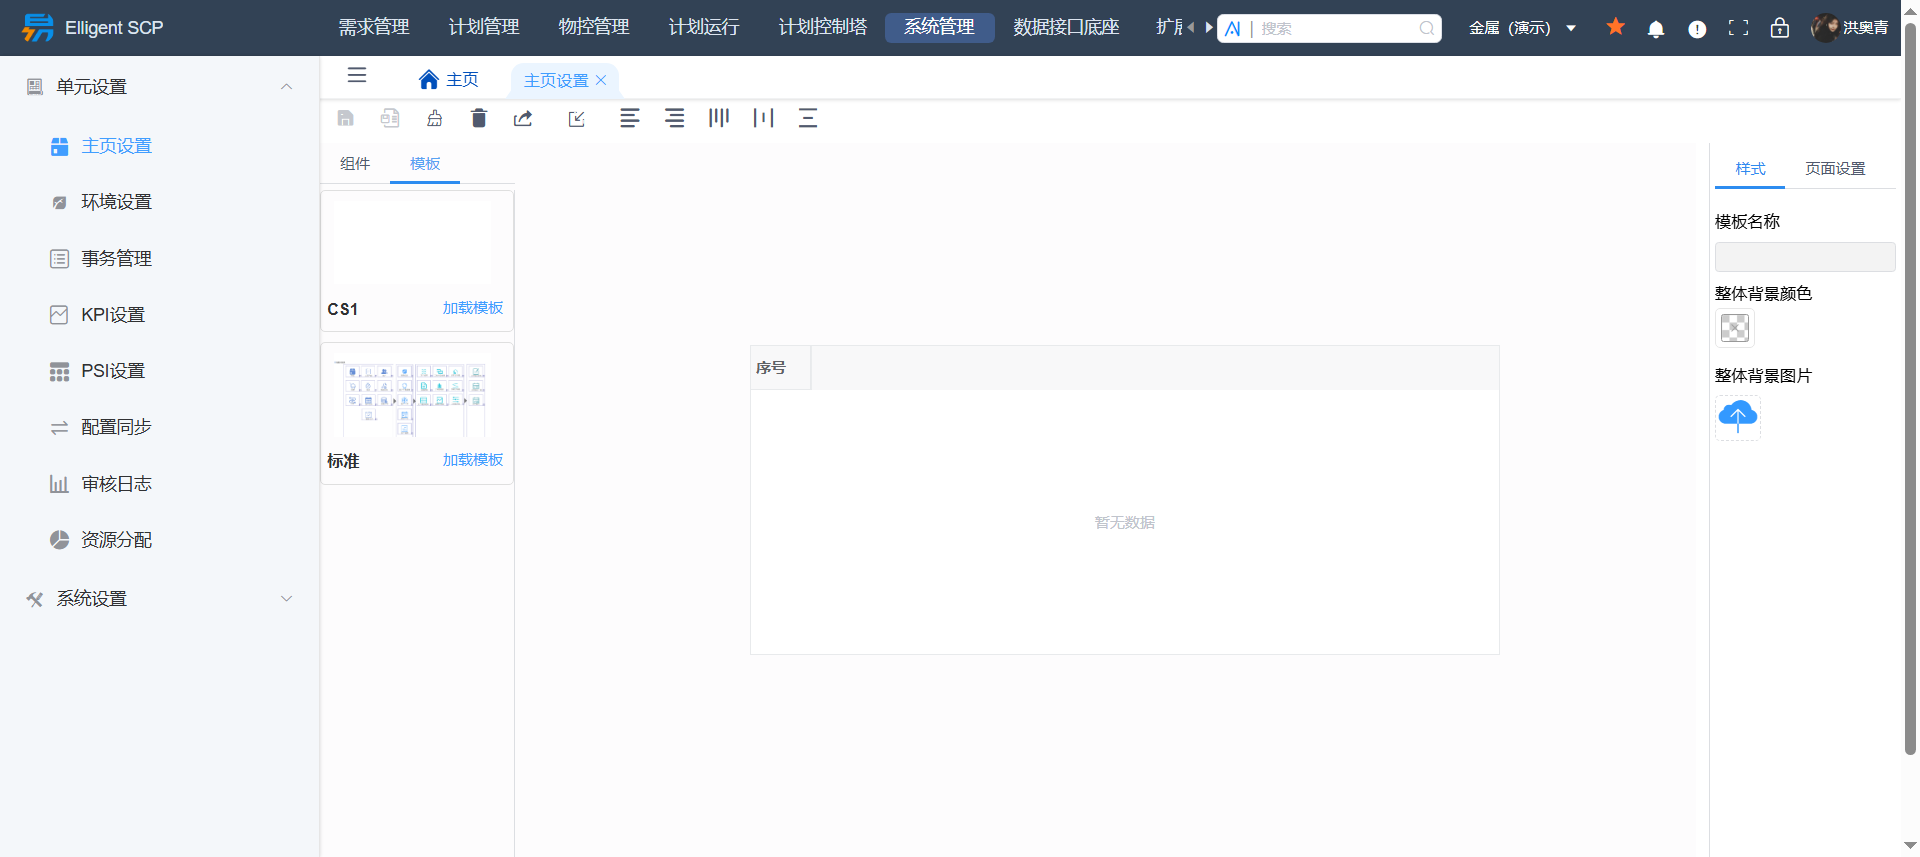 Elligent SCP
需求管理 计划管理 物控管理 计划运行 计划控制塔 系统管理 数据接口底座 扩展 AI | 搜索 金属（演示） 洪奥青
单元设置
主页设置
环境设置
事务管理
KPI设置
PSI设置
配置同步
审核日志
资源分配
系统设置
主页 主页设置
组件 模板
CS1 加载模板
标准 加载模板
序号
暂无数据
样式 页面设置
模板名称
整体背景颜色
整体背景图片